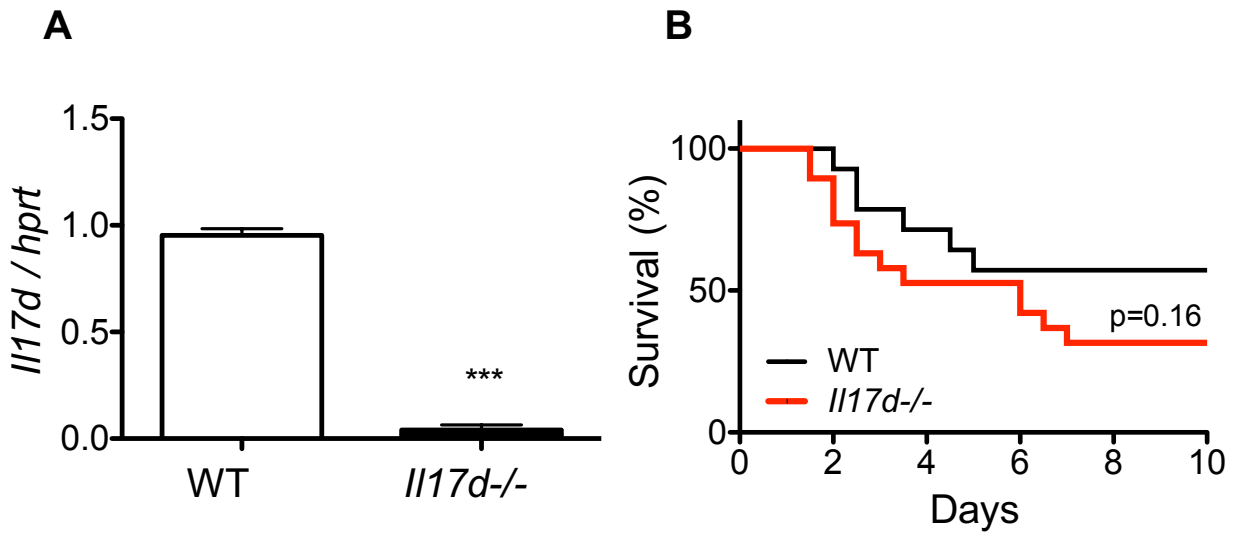 A
B
1.5
1.0
0.5
0.0
Il17d / hprt
***
WT
Il17d-/-
100
50
0
Survival (%)
p=0.16
WT
Il17d-/-
0 2 4 6 8 10
Days